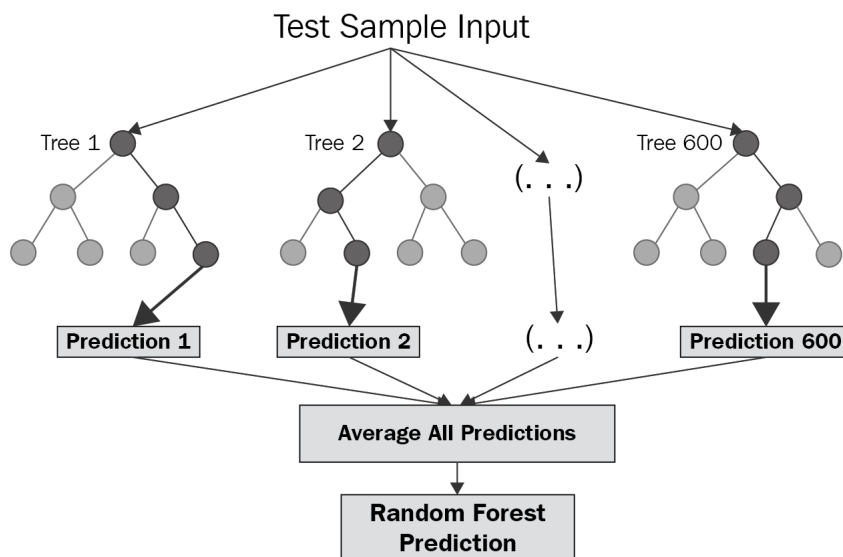 Test Sample Input
Tree 1
Tree 2
Tree 600
(. . .)
Prediction 1
Prediction 2
(. . .)
Prediction 600
Average All Predictions
Random Forest
Prediction